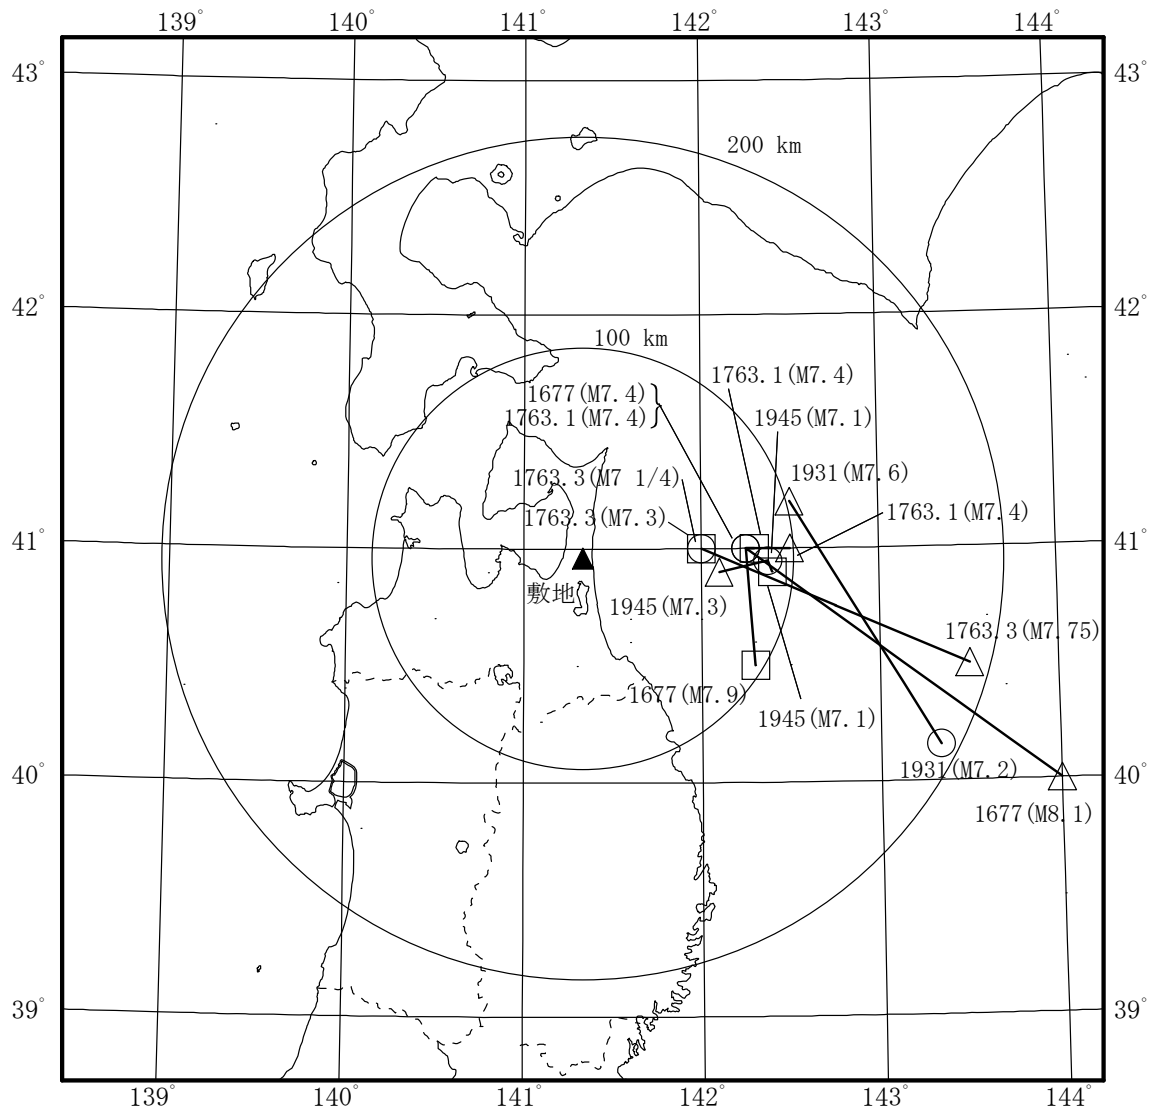 139° 140° 141° 142° 143° 144°
43° 43°
200 km
42° 42°
100 km
1763.1(M7.4)
1677(M7.4)
1763.1(M7.4)
1945(M7.1)
1931(M7.6)
1763.3(M7 1/4)
1763.1(M7.4)
1763.3(M7.3)
41° 41°
敷地
1945(M7.3)
1763.3(M7.75)
1677(M7.9)
1945(M7.1)
1931(M7.2)
40° 40°
1677(M8.1)
39° 39°
139° 140° 141° 142° 143° 144°